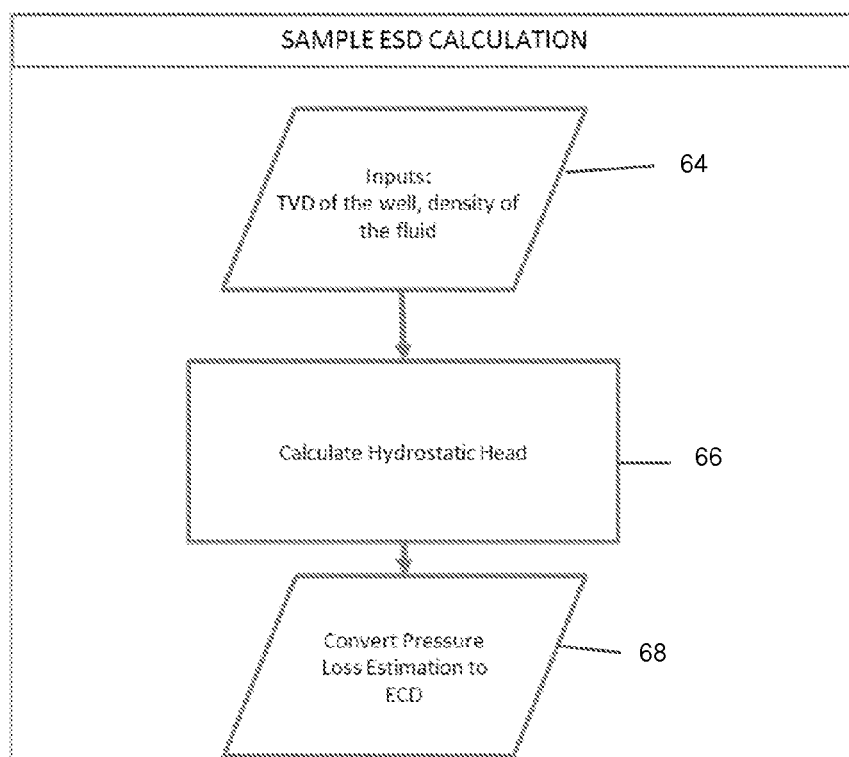 SAMPLE ESD CALCULATION
Inputs:
TVD of the well, density of
the fluid
64
Calculate Hydrostatic Head
66
Convert Pressure
Loss Estimation to
ECD
68